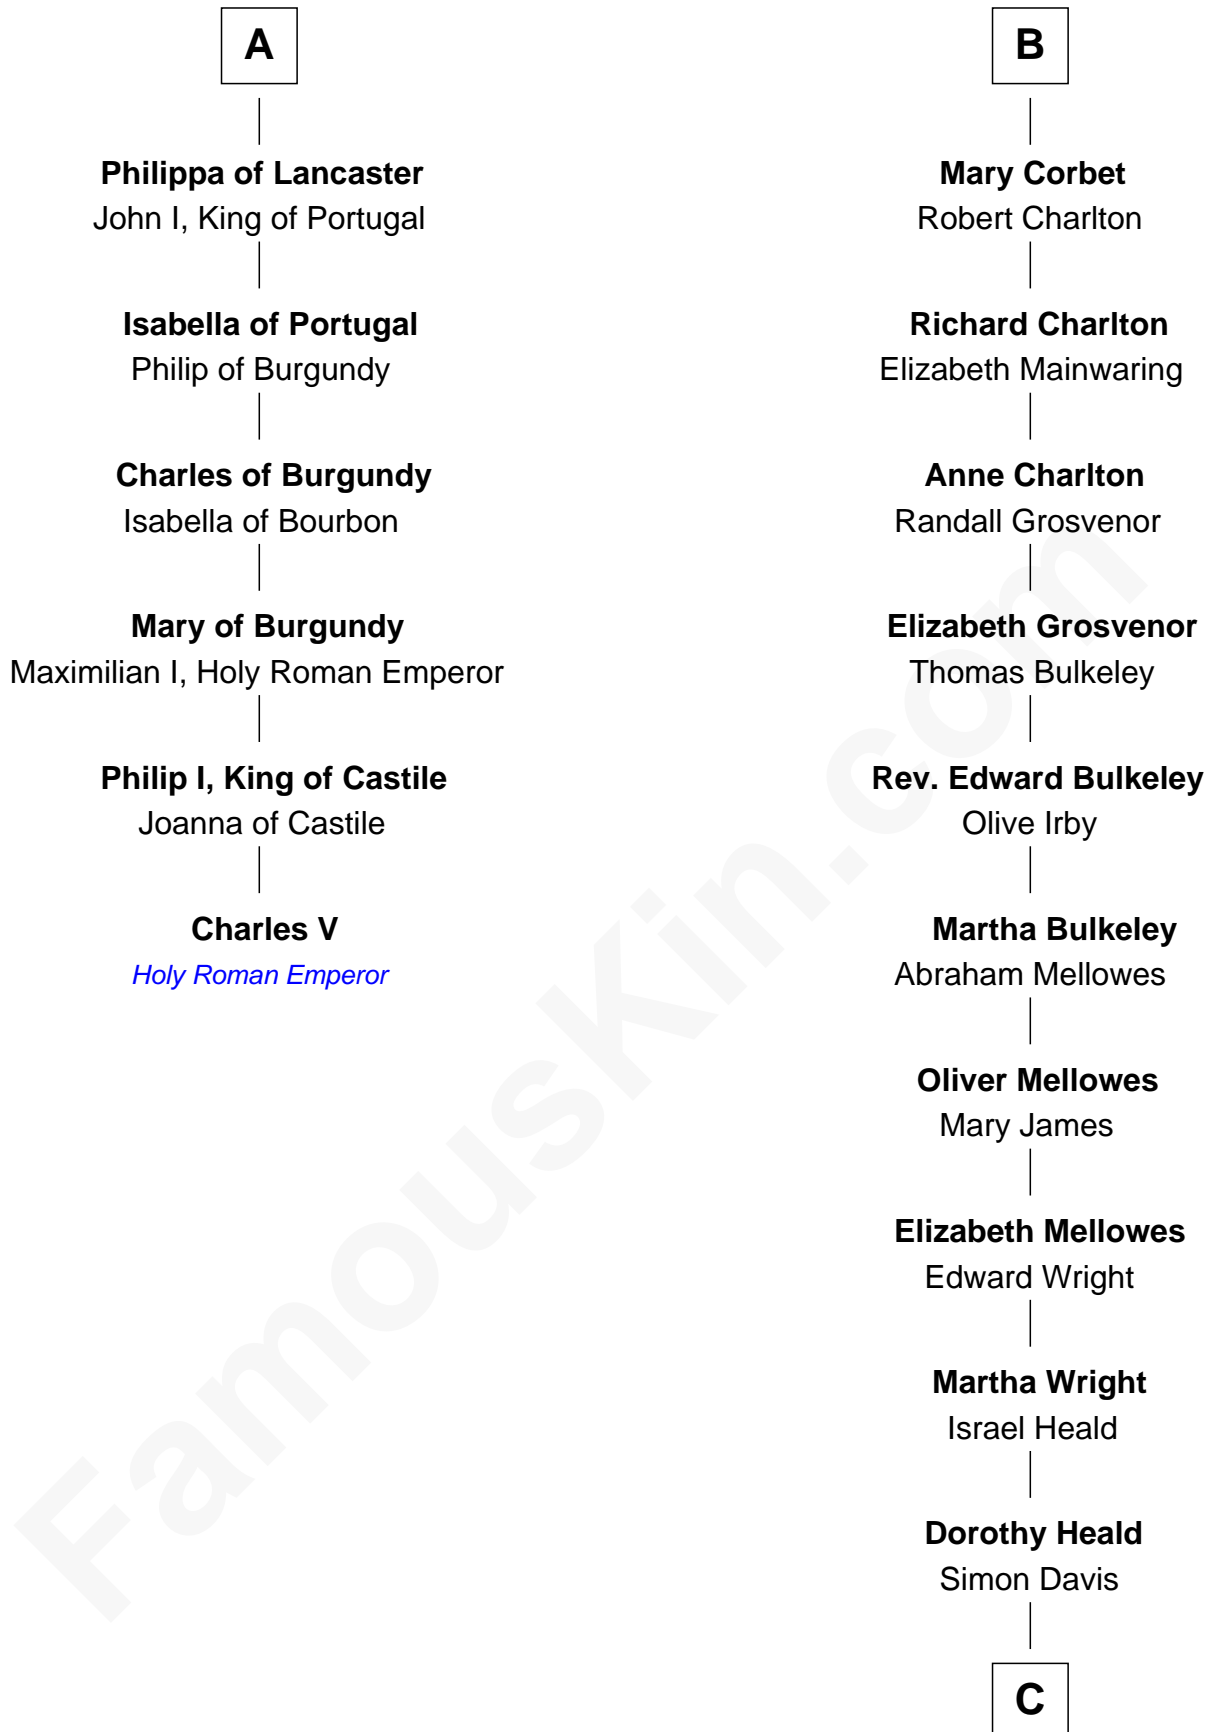 A
Philippa of Lancaster
John I, King of Portugal
Isabella of Portugal
Philip of Burgundy
Charles of Burgundy
Isabella of Bourbon
Mary of Burgundy
Maximilian I, Holy Roman Emperor
Philip I, King of Castile
Joanna of Castile
Charles V
Holy Roman Emperor
B
Mary Corbet
Robert Charlton
Richard Charlton
Elizabeth Mainwaring
Anne Charlton
Randall Grosvenor
Elizabeth Grosvenor
Thomas Bulkeley
Rev. Edward Bulkeley
Olive Irby
Martha Bulkeley
Abraham Mellowes
Oliver Mellowes
Mary James
Elizabeth Mellowes
Edward Wright
Martha Wright
Israel Heald
Dorothy Heald
Simon Davis
C
FamousKin.com